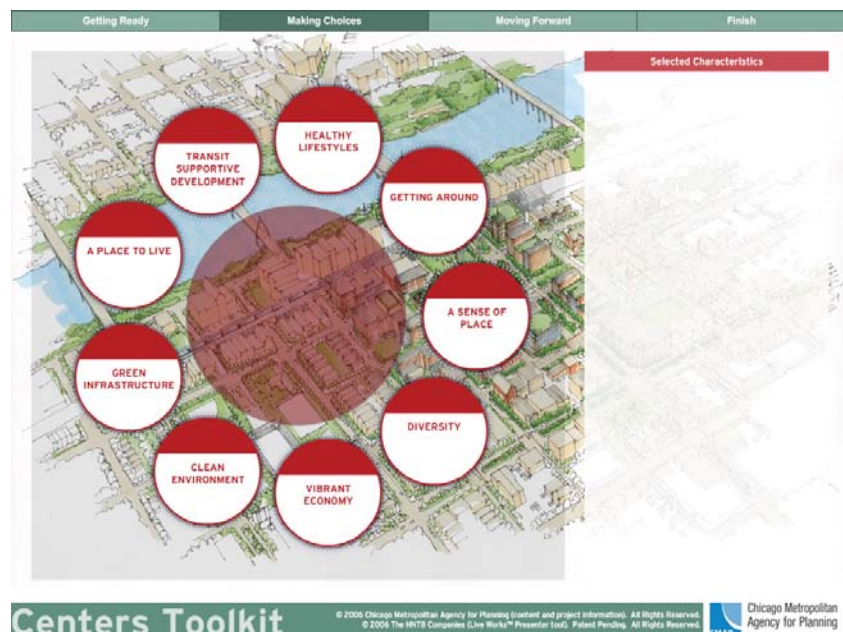 Getting Ready
Making Choices
Moving Forward
Finish
Selected Characteristics
HEALTHY
LIFESTYLES
TRANSIT
SUPPORTIVE
DEVELOPMENT
GETTING AROUND
A PLACE TO LIVE
A SENSE OF
PLACE
GREEN
INFRASTRUCTURE
DIVERSITY
CLEAN
ENVIRONMENT
VIBRANT
ECONOMY
Centers Toolkit
© 2006 Chicago Metropolitan Agency for Planning (content and project information). All Rights Reserved.
© 2006 The HNTB Companies (Live Works™ Presenter tool). Patent Pending. All Rights Reserved.
Chicago Metropolitan
Agency for Planning